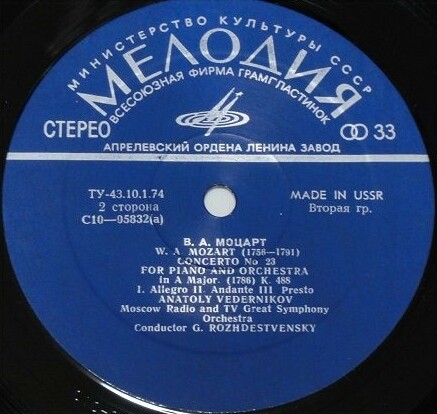 МИНИСТЕРСТВО КУЛЬТУРЫ СССР
МЕЛОДИЯ
ВСЕСОЮЗНАЯ ФИРМА ГРАМПЛАСТИНОК
СТЕРЕО
33
АПРЕЛЕВСКИЙ ОРДЕНА ЛЕНИНА ЗАВОД
ТУ-43.10.1.74
2 сторона
С10—05832(а)
MADE IN USSR
Вторая гр.
В. А. МОЦАРТ
W. A. MOZART (1756—1791)
CONCERTO No 23
FOR PIANO AND ORCHESTRA
in A Major. (1786) K. 488
I. Allegro II. Andante III Presto
ANATOLY VEDERNIKOV
Moscow Radio and TV Great Symphony
Orchestra
Conductor G. ROZHDESTVENSKY